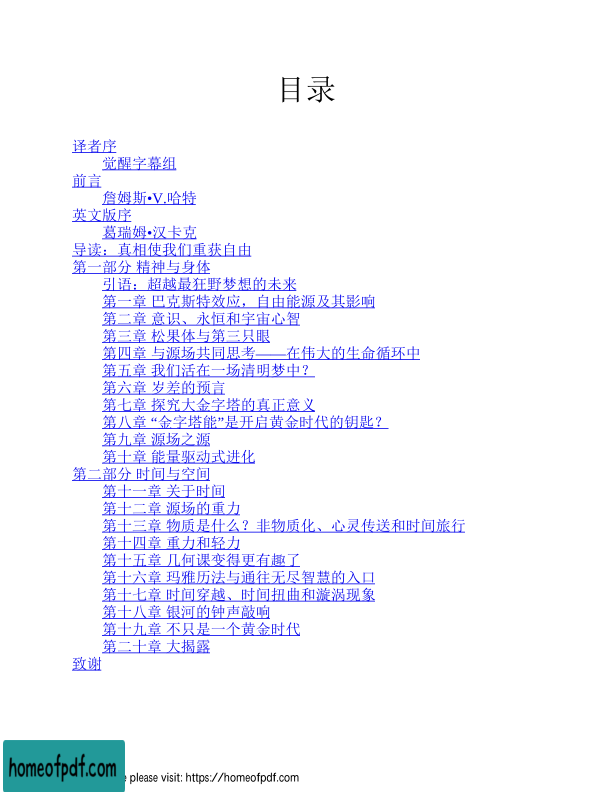 目录
译者序
觉醒字幕组
前言
詹姆斯•V.哈特
英文版序
葛瑞姆•汉卡克
导读：真相使我们重获自由
第一部分 精神与身体
引语：超越最狂野梦想的未来
第一章 巴克斯特效应，自由能源及其影响
第二章 意识、永恒和宇宙心智
第三章 松果体与第三只眼
第四章 与源场共同思考——在伟大的生命循环中
第五章 我们活在一场清明梦中？
第六章 岁差的预言
第七章 探究大金字塔的真正意义
第八章 “金字塔能”是开启黄金时代的钥匙？
第九章 源场之源
第十章 能量驱动式进化
第二部分 时间与空间
第十一章 关于时间
第十二章 源场的重力
第十三章 物质是什么？非物质化、心灵传送和时间旅行
第十四章 重力和轻力
第十五章 几何课变得更有趣了
第十六章 玛雅历法与通往无尽智慧的入口
第十七章 时间穿越、时间扭曲和漩涡现象
第十八章 银河的钟声敲响
第十九章 不只是一个黄金时代
第二十章 大揭露
致谢
homeofpdf.com
please visit: https://homeofpdf.com